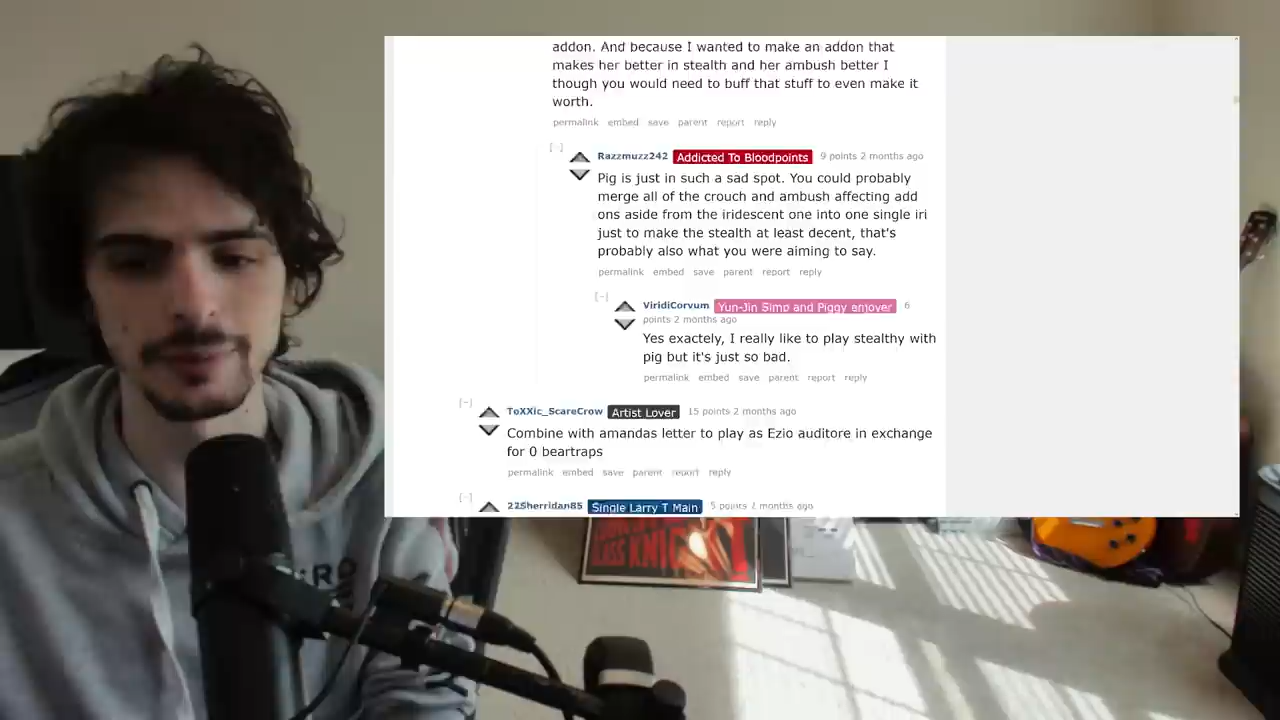 addon. And because I wanted to make an addon that
makes her better in stealth and her ambush better I
though you would need to buff that stuff to even make it
worth.
permalink embed save parent report reply
[-]
Razzmuzz242 Addicted To Bloodpoints 9 points 2 months ago
Pig is just in such a sad spot. You could probably
merge all of the crouch and ambush affecting add
ons aside from the iridescent one into one single iri
just to make the stealth at least decent, that's
probably also what you were aiming to say.
permalink embed save parent report reply
[-]
ViridiCorvum Yun-Jin Simp and Piggy enjoyer 6
points 2 months ago
Yes exactely, I really like to play stealthy with
pig but it's just so bad.
permalink embed save parent report reply
[-]
ToXXic_ScareCrow Artist Lover 15 points 2 months ago
Combine with amandas letter to play as Ezio auditore in exchange
for 0 beartraps
permalink embed save parent report reply
[-]
22Sherridan85 Single Larry T Main 5 points 2 months ago